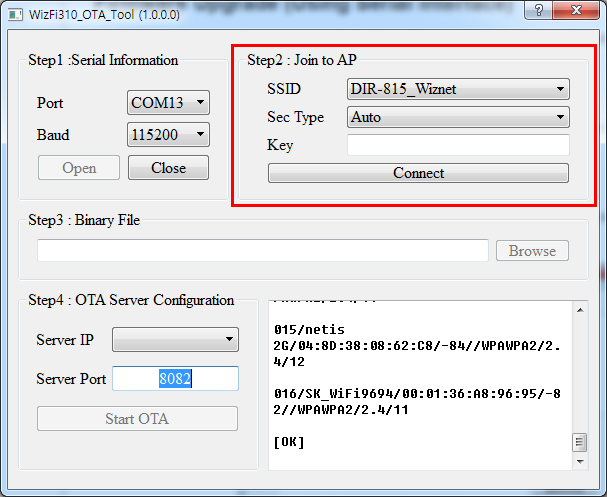 WizFi310_OTA_Tool (1.0.0.0)
Step1 :Serial Information
Port
COM13
Baud
115200
Open
Close
Step2 : Join to AP
SSID
DIR-815_Wiznet
Sec Type
Auto
Key
Connect
Step3 : Binary File
Browse
Step4 : OTA Server Configuration
Server IP
Server Port
8082
Start OTA
015/netis
2G/04:8D:38:08:62:C8/-84//WPAWPA2/2.
4/12
016/SK_WiFi9694/00:01:36:A8:96:95/-8
2//WPAWPA2/2.4/11
[OK]